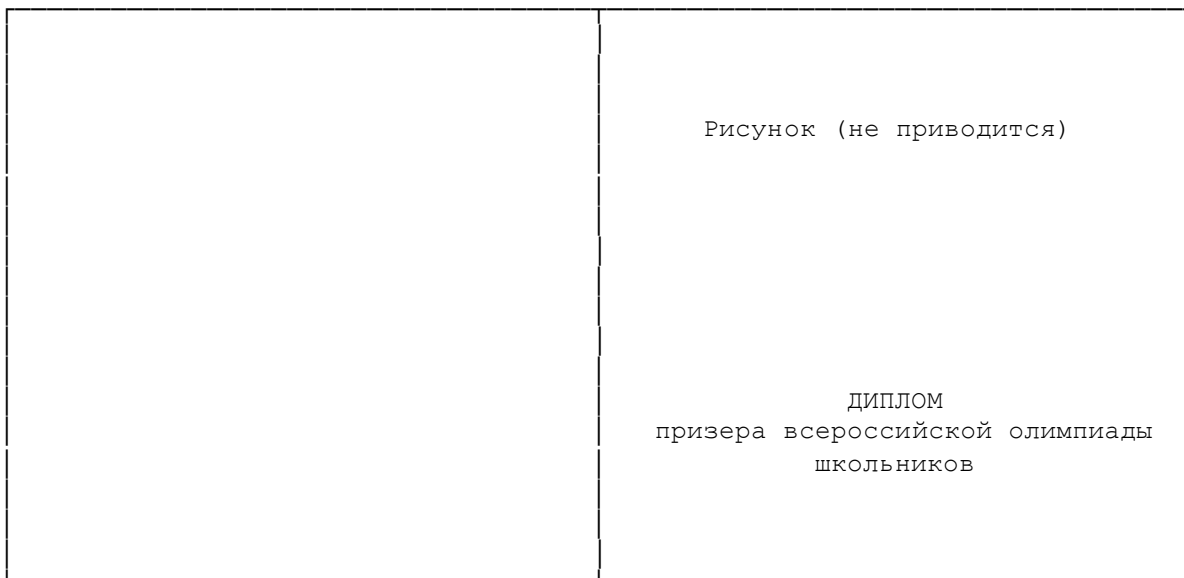 Рисунок (не приводится)
ДИПЛОМ
призера всероссийской олимпиады
школьников